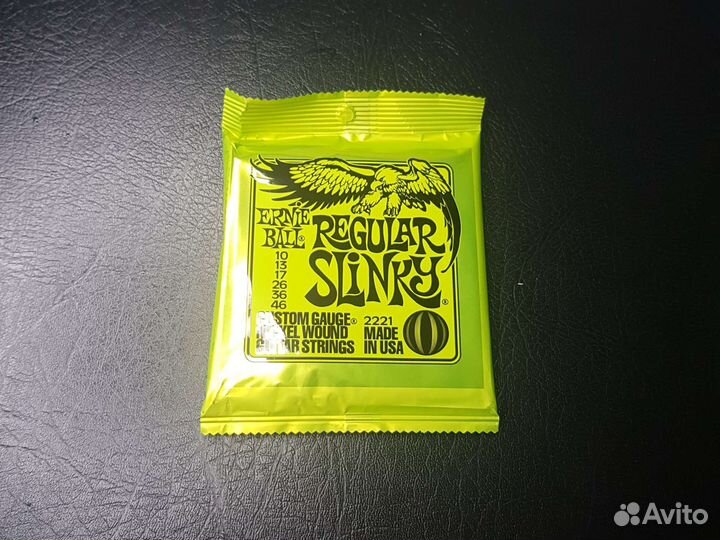 ERNIE
BALL®
REGULAR
SLINKY®
10
13
17
26
36
46
CUSTOM GAUGE®
NICKEL WOUND
GUITAR STRINGS
2221
MADE
IN USA
Avito